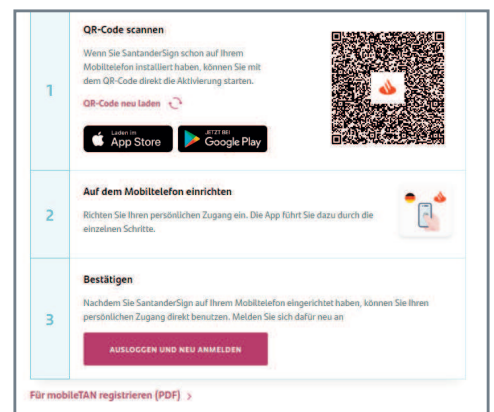 QR-Code scannen
Wenn Sie SantanderSign schon auf Ihrem
Mobiltelefon installiert haben, können Sie mit
dem QR-Code direkt die Aktivierung starten.
1
QR-Code neu laden
Laden im
App Store
JETZT BEI
Google Play
Auf dem Mobiltelefon einrichten
2
Richten Sie Ihren persönlichen Zugang ein. Die App führt Sie dazu durch die
einzelnen Schritte.
Bestätigen
Nachdem Sie SantanderSign auf Ihrem Mobiltelefon eingerichtet haben, können Sie Ihren
3
persönlichen Zugang direkt benutzen. Melden Sie sich dafür neu an
AUSLOGGEN UND NEU ANMELDEN
Für mobileTAN registrieren (PDF) >